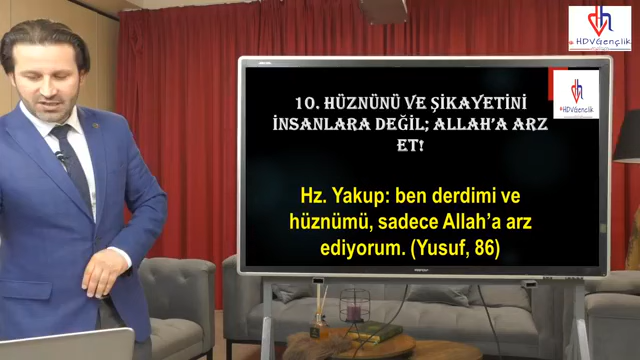 HDVGençlik
HDVGençlik
10. HÜZNÜNÜ VE ŞİKAYETİNİ
İNSANLARA DEĞİL; ALLAH'A ARZ
ET!
Hz. Yakup: ben derdimi ve
hüznümü, sadece Allah'a arz
ediyorum. (Yusuf, 86)